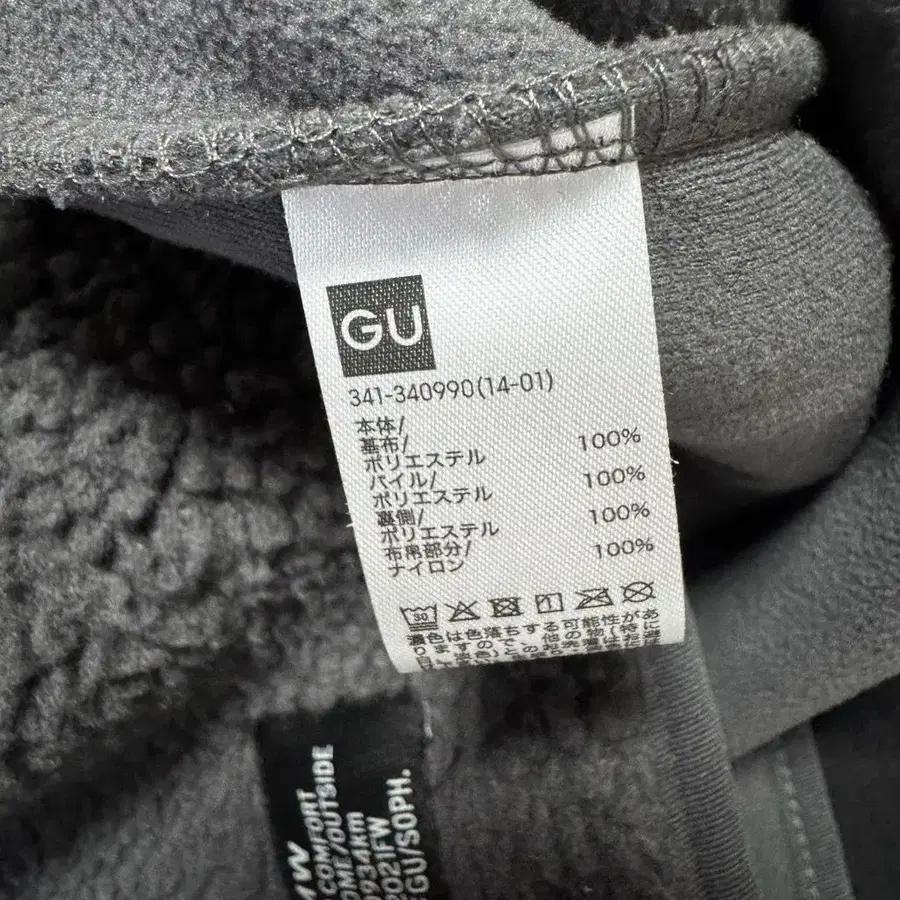 GU
341-340990(14-01)
本体/
基布/
ポリエステル 100%
パイル/
ポリエステル 100%
裏側/
ポリエステル 100%
布帛部分/
ナイロン 100%
30
濃色は色落ちする可能性があ
りますので、他の物(特に淡
COMFORT
OME/OUTSIDE
0934km
2021FW
GU/SOPH.